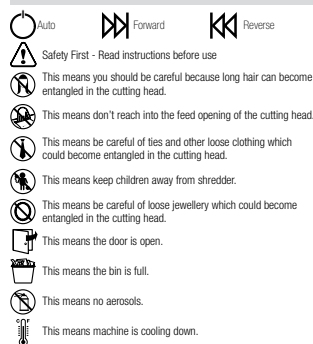 Auto Forward Reverse
Safety First - Read instructions before use
This means you should be careful because long hair can become
entangled in the cutting head.
This means don't reach into the feed opening of the cutting head.
This means be careful of ties and other loose clothing which
could become entangled in the cutting head.
This means keep children away from shredder.
This means be careful of loose jewellery which could become
entangled in the cutting head.
This means the door is open.
This means the bin is full.
This means no aerosols.
C F
This means machine is cooling down.